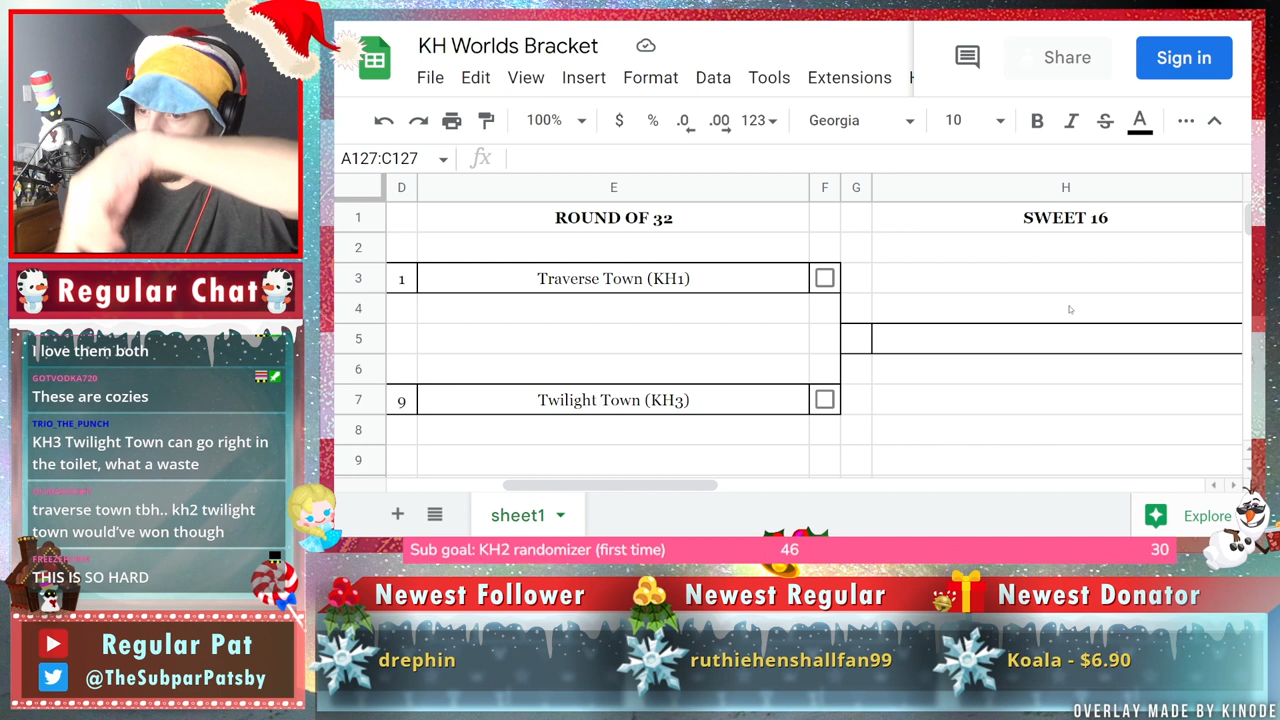 KH Worlds Bracket
File Edit View Insert Format Data Tools Extensions
Share
Sign in
100% $ % .0 .00 123 Georgia 10 B I S A
A127:C127 fx
D E F G H
1 ROUND OF 32 SWEET 16
2
3 1 Traverse Town (KH1)
4
5
6
7 9 Twilight Town (KH3)
8
9
sheet1
Explore
Regular Chat
I love them both
GOTVODKA720
These are cozies
TRIO_THE_PUNCH
KH3 Twilight Town can go right in
the toilet, what a waste
traverse town tbh.. kh2 twilight
town would've won though
THIS IS SO HARD
Sub goal: KH2 randomizer (first time) 46 30
Newest Follower Newest Regular Newest Donator
drephin ruthiehenshallfan99 Koala - $6.90
Regular Pat
@TheSubparPatsby
OVERLAY MADE BY KINODE